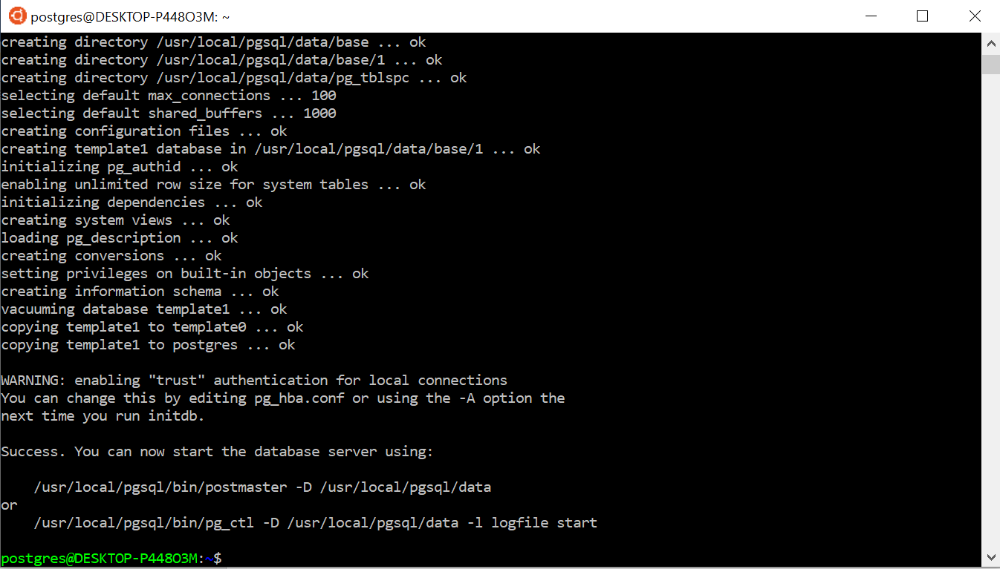 postgres@DESKTOP-P448O3M: ~
creating directory /usr/local/pgsql/data/base ... ok
creating directory /usr/local/pgsql/data/base/1 ... ok
creating directory /usr/local/pgsql/data/pg_tblspc ... ok
selecting default max_connections ... 100
selecting default shared_buffers ... 1000
creating configuration files ... ok
creating template1 database in /usr/local/pgsql/data/base/1 ... ok
initializing pg_authid ... ok
enabling unlimited row size for system tables ... ok
initializing dependencies ... ok
creating system views ... ok
loading pg_description ... ok
creating conversions ... ok
setting privileges on built-in objects ... ok
creating information schema ... ok
vacuuming database template1 ... ok
copying template1 to template0 ... ok
copying template1 to postgres ... ok
WARNING: enabling "trust" authentication for local connections
You can change this by editing pg_hba.conf or using the -A option the
next time you run initdb.
Success. You can now start the database server using:
    /usr/local/pgsql/bin/postmaster -D /usr/local/pgsql/data
or
    /usr/local/pgsql/bin/pg_ctl -D /usr/local/pgsql/data -l logfile start
postgres@DESKTOP-P448O3M:~$